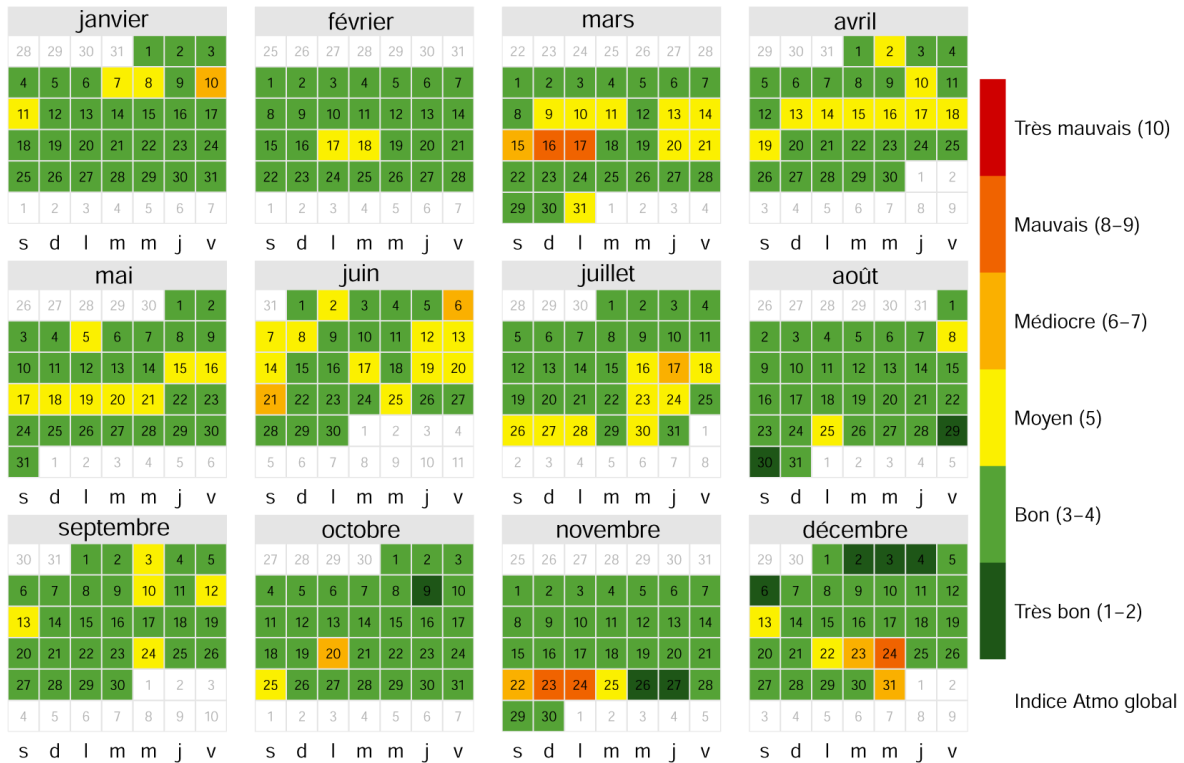 janvier
28 29 30 31 1 2 3
4 5 6 7 8 9 10
11 12 13 14 15 16 17
18 19 20 21 22 23 24
25 26 27 28 29 30 31
1 2 3 4 5 6 7
février
25 26 27 28 29 30 31
1 2 3 4 5 6 7
8 9 10 11 12 13 14
15 16 17 18 19 20 21
22 23 24 25 26 27 28
1 2 3 4 5 6 7
mars
22 23 24 25 26 27 28
1 2 3 4 5 6 7
8 9 10 11 12 13 14
15 16 17 18 19 20 21
22 23 24 25 26 27 28
29 30 31 1 2 3 4
avril
29 30 31 1 2 3 4
5 6 7 8 9 10 11
12 13 14 15 16 17 18
19 20 21 22 23 24 25
26 27 28 29 30 1 2
3 4 5 6 7 8 9
s d l m m j v
s d l m m j v
s d l m m j v
s d l m m j v
mai
26 27 28 29 30 1 2
3 4 5 6 7 8 9
10 11 12 13 14 15 16
17 18 19 20 21 22 23
24 25 26 27 28 29 30
31 1 2 3 4 5 6
juin
31 1 2 3 4 5 6
7 8 9 10 11 12 13
14 15 16 17 18 19 20
21 22 23 24 25 26 27
28 29 30 1 2 3 4
5 6 7 8 9 10 11
juillet
28 29 30 1 2 3 4
5 6 7 8 9 10 11
12 13 14 15 16 17 18
19 20 21 22 23 24 25
26 27 28 29 30 31 1
2 3 4 5 6 7 8
août
26 27 28 29 30 31 1
2 3 4 5 6 7 8
9 10 11 12 13 14 15
16 17 18 19 20 21 22
23 24 25 26 27 28 29
30 31 1 2 3 4 5
s d l m m j v
s d l m m j v
s d l m m j v
s d l m m j v
septembre
30 31 1 2 3 4 5
6 7 8 9 10 11 12
13 14 15 16 17 18 19
20 21 22 23 24 25 26
27 28 29 30 1 2 3
4 5 6 7 8 9 10
octobre
27 28 29 30 1 2 3
4 5 6 7 8 9 10
11 12 13 14 15 16 17
18 19 20 21 22 23 24
25 26 27 28 29 30 31
1 2 3 4 5 6 7
novembre
25 26 27 28 29 30 31
1 2 3 4 5 6 7
8 9 10 11 12 13 14
15 16 17 18 19 20 21
22 23 24 25 26 27 28
29 30 1 2 3 4 5
décembre
29 30 1 2 3 4 5
6 7 8 9 10 11 12
13 14 15 16 17 18 19
20 21 22 23 24 25 26
27 28 29 30 31 1 2
3 4 5 6 7 8 9
s d l m m j v
s d l m m j v
s d l m m j v
s d l m m j v
Très mauvais (10)
Mauvais (8−9)
Médiocre (6−7)
Moyen (5)
Bon (3−4)
Très bon (1−2)
Indice Atmo global